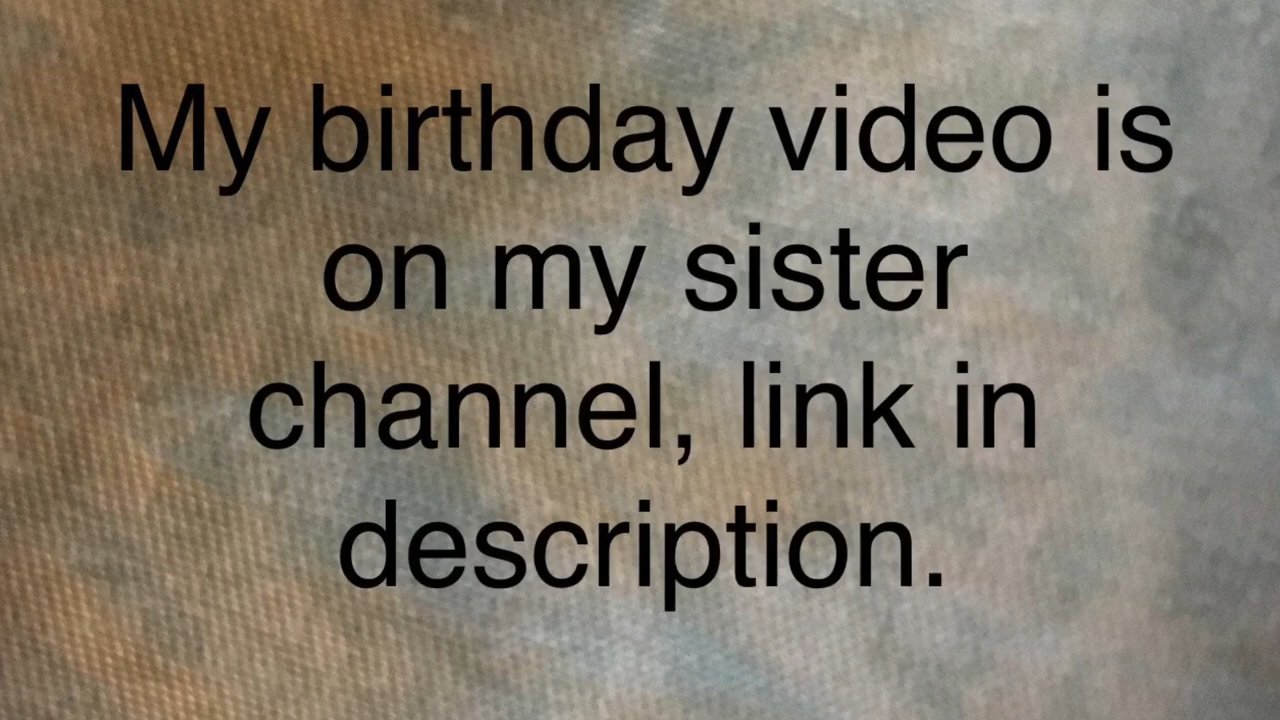 My birthday video is
on my sister
channel, link in
description.